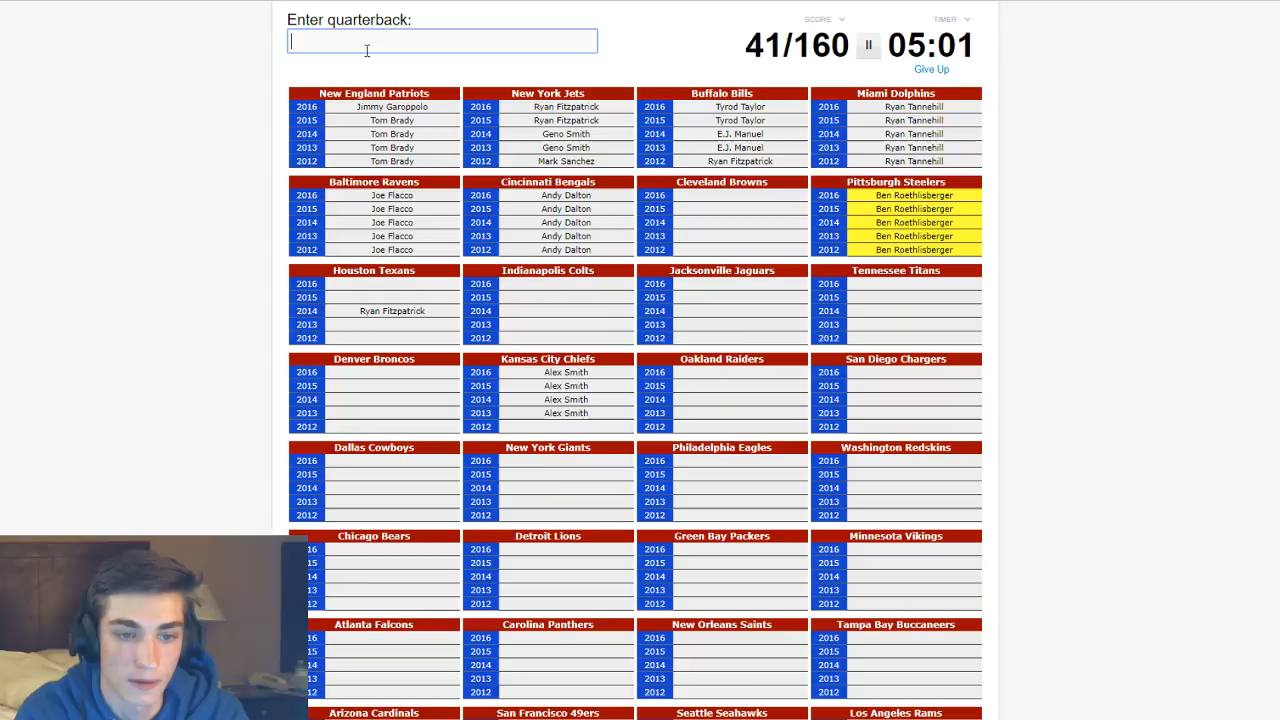 Enter quarterback:
SCORE
TIMER
41/160
05:01
Give Up
New England Patriots
2016 Jimmy Garoppolo
2015 Tom Brady
2014 Tom Brady
2013 Tom Brady
2012 Tom Brady
New York Jets
2016 Ryan Fitzpatrick
2015 Ryan Fitzpatrick
2014 Geno Smith
2013 Geno Smith
2012 Mark Sanchez
Buffalo Bills
2016 Tyrod Taylor
2015 Tyrod Taylor
2014 E.J. Manuel
2013 E.J. Manuel
2012 Ryan Fitzpatrick
Miami Dolphins
2016 Ryan Tannehill
2015 Ryan Tannehill
2014 Ryan Tannehill
2013 Ryan Tannehill
2012 Ryan Tannehill
Baltimore Ravens
2016 Joe Flacco
2015 Joe Flacco
2014 Joe Flacco
2013 Joe Flacco
2012 Joe Flacco
Cincinnati Bengals
2016 Andy Dalton
2015 Andy Dalton
2014 Andy Dalton
2013 Andy Dalton
2012 Andy Dalton
Cleveland Browns
2016
2015
2014
2013
2012
Pittsburgh Steelers
2016 Ben Roethlisberger
2015 Ben Roethlisberger
2014 Ben Roethlisberger
2013 Ben Roethlisberger
2012 Ben Roethlisberger
Houston Texans
2016
2015
2014 Ryan Fitzpatrick
2013
2012
Indianapolis Colts
2016
2015
2014
2013
2012
Jacksonville Jaguars
2016
2015
2014
2013
2012
Tennessee Titans
2016
2015
2014
2013
2012
Denver Broncos
2016
2015
2014
2013
2012
Kansas City Chiefs
2016 Alex Smith
2015 Alex Smith
2014 Alex Smith
2013 Alex Smith
2012
Oakland Raiders
2016
2015
2014
2013
2012
San Diego Chargers
2016
2015
2014
2013
2012
Dallas Cowboys
2016
2015
2014
2013
2012
New York Giants
2016
2015
2014
2013
2012
Philadelphia Eagles
2016
2015
2014
2013
2012
Washington Redskins
2016
2015
2014
2013
2012
Chicago Bears
16
15
14
13
12
Detroit Lions
2016
2015
2014
2013
2012
Green Bay Packers
2016
2015
2014
2013
2012
Minnesota Vikings
2016
2015
2014
2013
2012
Atlanta Falcons
16
15
14
13
12
Carolina Panthers
2016
2015
2014
2013
2012
New Orleans Saints
2016
2015
2014
2013
2012
Tampa Bay Buccaneers
2016
2015
2014
2013
2012
Arizona Cardinals
San Francisco 49ers
Seattle Seahawks
Los Angeles Rams